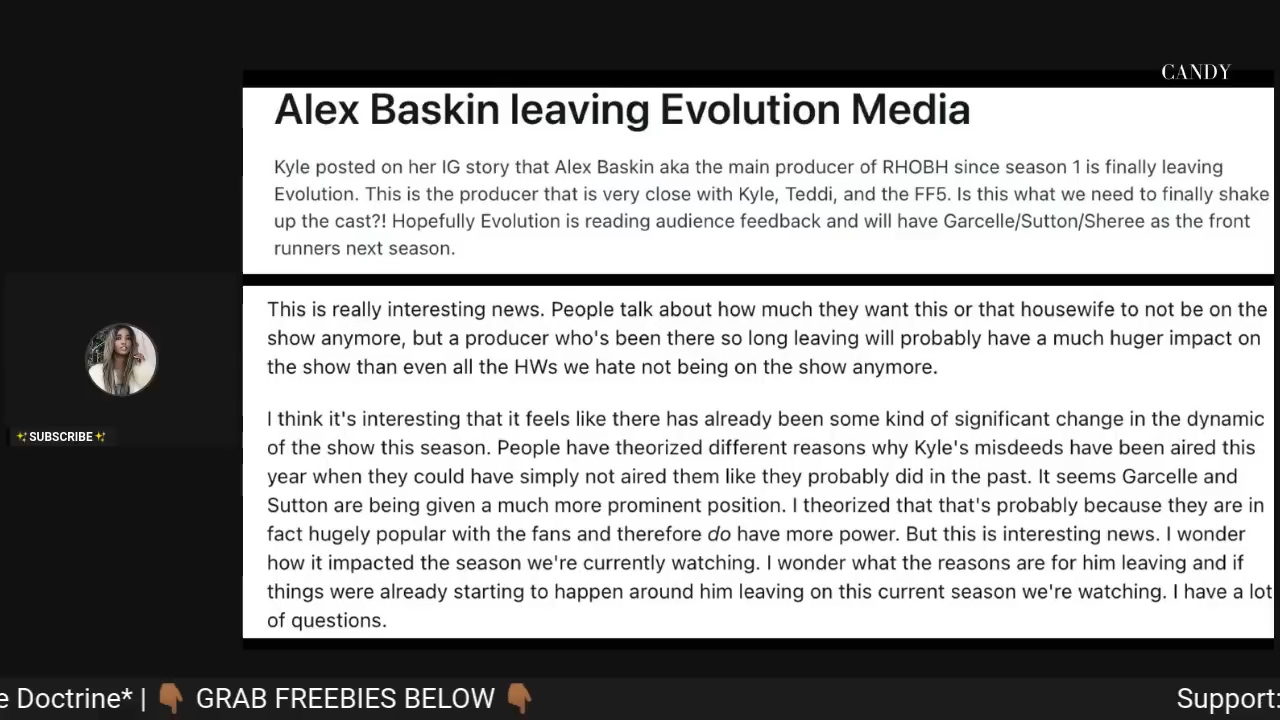 CANDY
Alex Baskin leaving Evolution Media
Kyle posted on her IG story that Alex Baskin aka the main producer of RHOBH since season 1 is finally leaving
Evolution. This is the producer that is very close with Kyle, Teddi, and the FF5. Is this what we need to finally shake
up the cast?! Hopefully Evolution is reading audience feedback and will have Garcelle/Sutton/Sheree as the front
runners next season.
This is really interesting news. People talk about how much they want this or that housewife to not be on the
show anymore, but a producer who's been there so long leaving will probably have a much huger impact on
the show than even all the HWs we hate not being on the show anymore.
I think it's interesting that it feels like there has already been some kind of significant change in the dynamic
of the show this season. People have theorized different reasons why Kyle's misdeeds have been aired this
year when they could have simply not aired them like they probably did in the past. It seems Garcelle and
Sutton are being given a much more prominent position. I theorized that that's probably because they are in
fact hugely popular with the fans and therefore do have more power. But this is interesting news. I wonder
how it impacted the season we're currently watching. I wonder what the reasons are for him leaving and if
things were already starting to happen around him leaving on this current season we're watching. I have a lot
of questions.
✨SUBSCRIBE✨
e Doctrine* | 👇🏾 GRAB FREEBIES BELOW 👇🏾 Support: